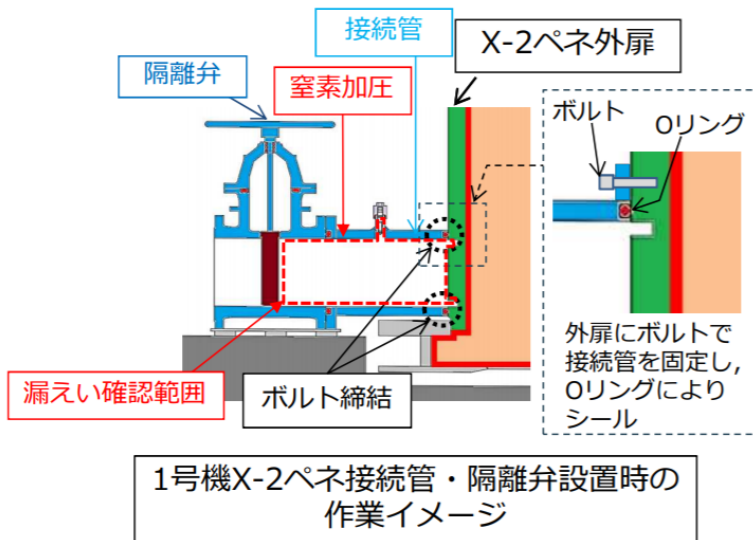 接続管
X-2ペネ外扉
隔離弁
窒素加圧
ボルト
Oリング
外扉にボルトで
接続管を固定し,
Oリングにより
シール
漏えい確認範囲
ボルト締結
1号機X-2ペネ接続管・隔離弁設置時の
作業イメージ